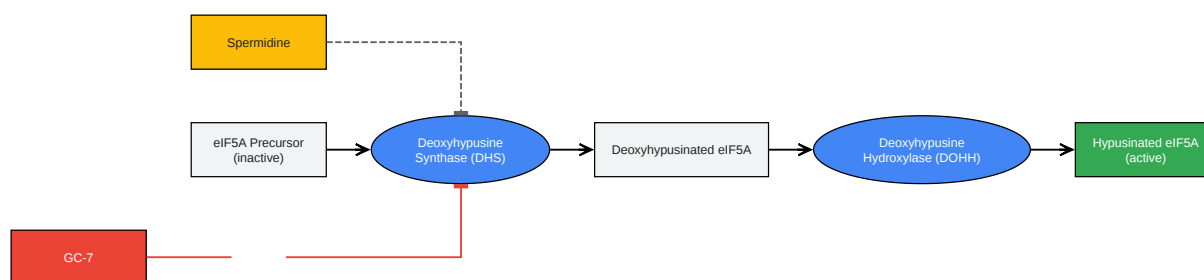 Spermidine
eIF5A Precursor
(inactive)
Deoxyhypusine
Synthase (DHS)
Deoxyhypusinated eIF5A
Deoxyhypusine
Hydroxylase (DOHH)
Hypusinated eIF5A
(active)
GC-7